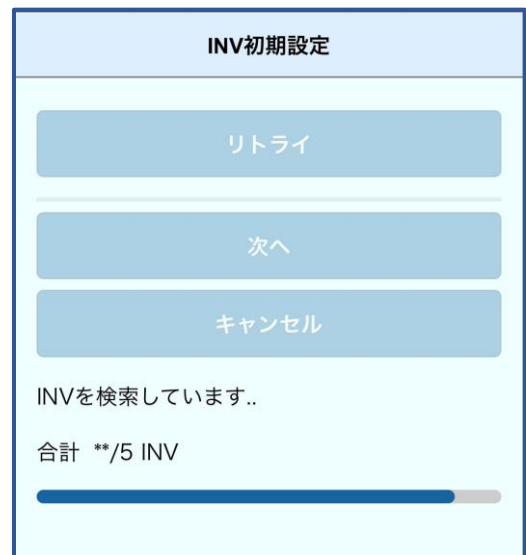 INV初期設定
リトライ
次へ
キャンセル
INVを検索しています..
合計 **/5 INV